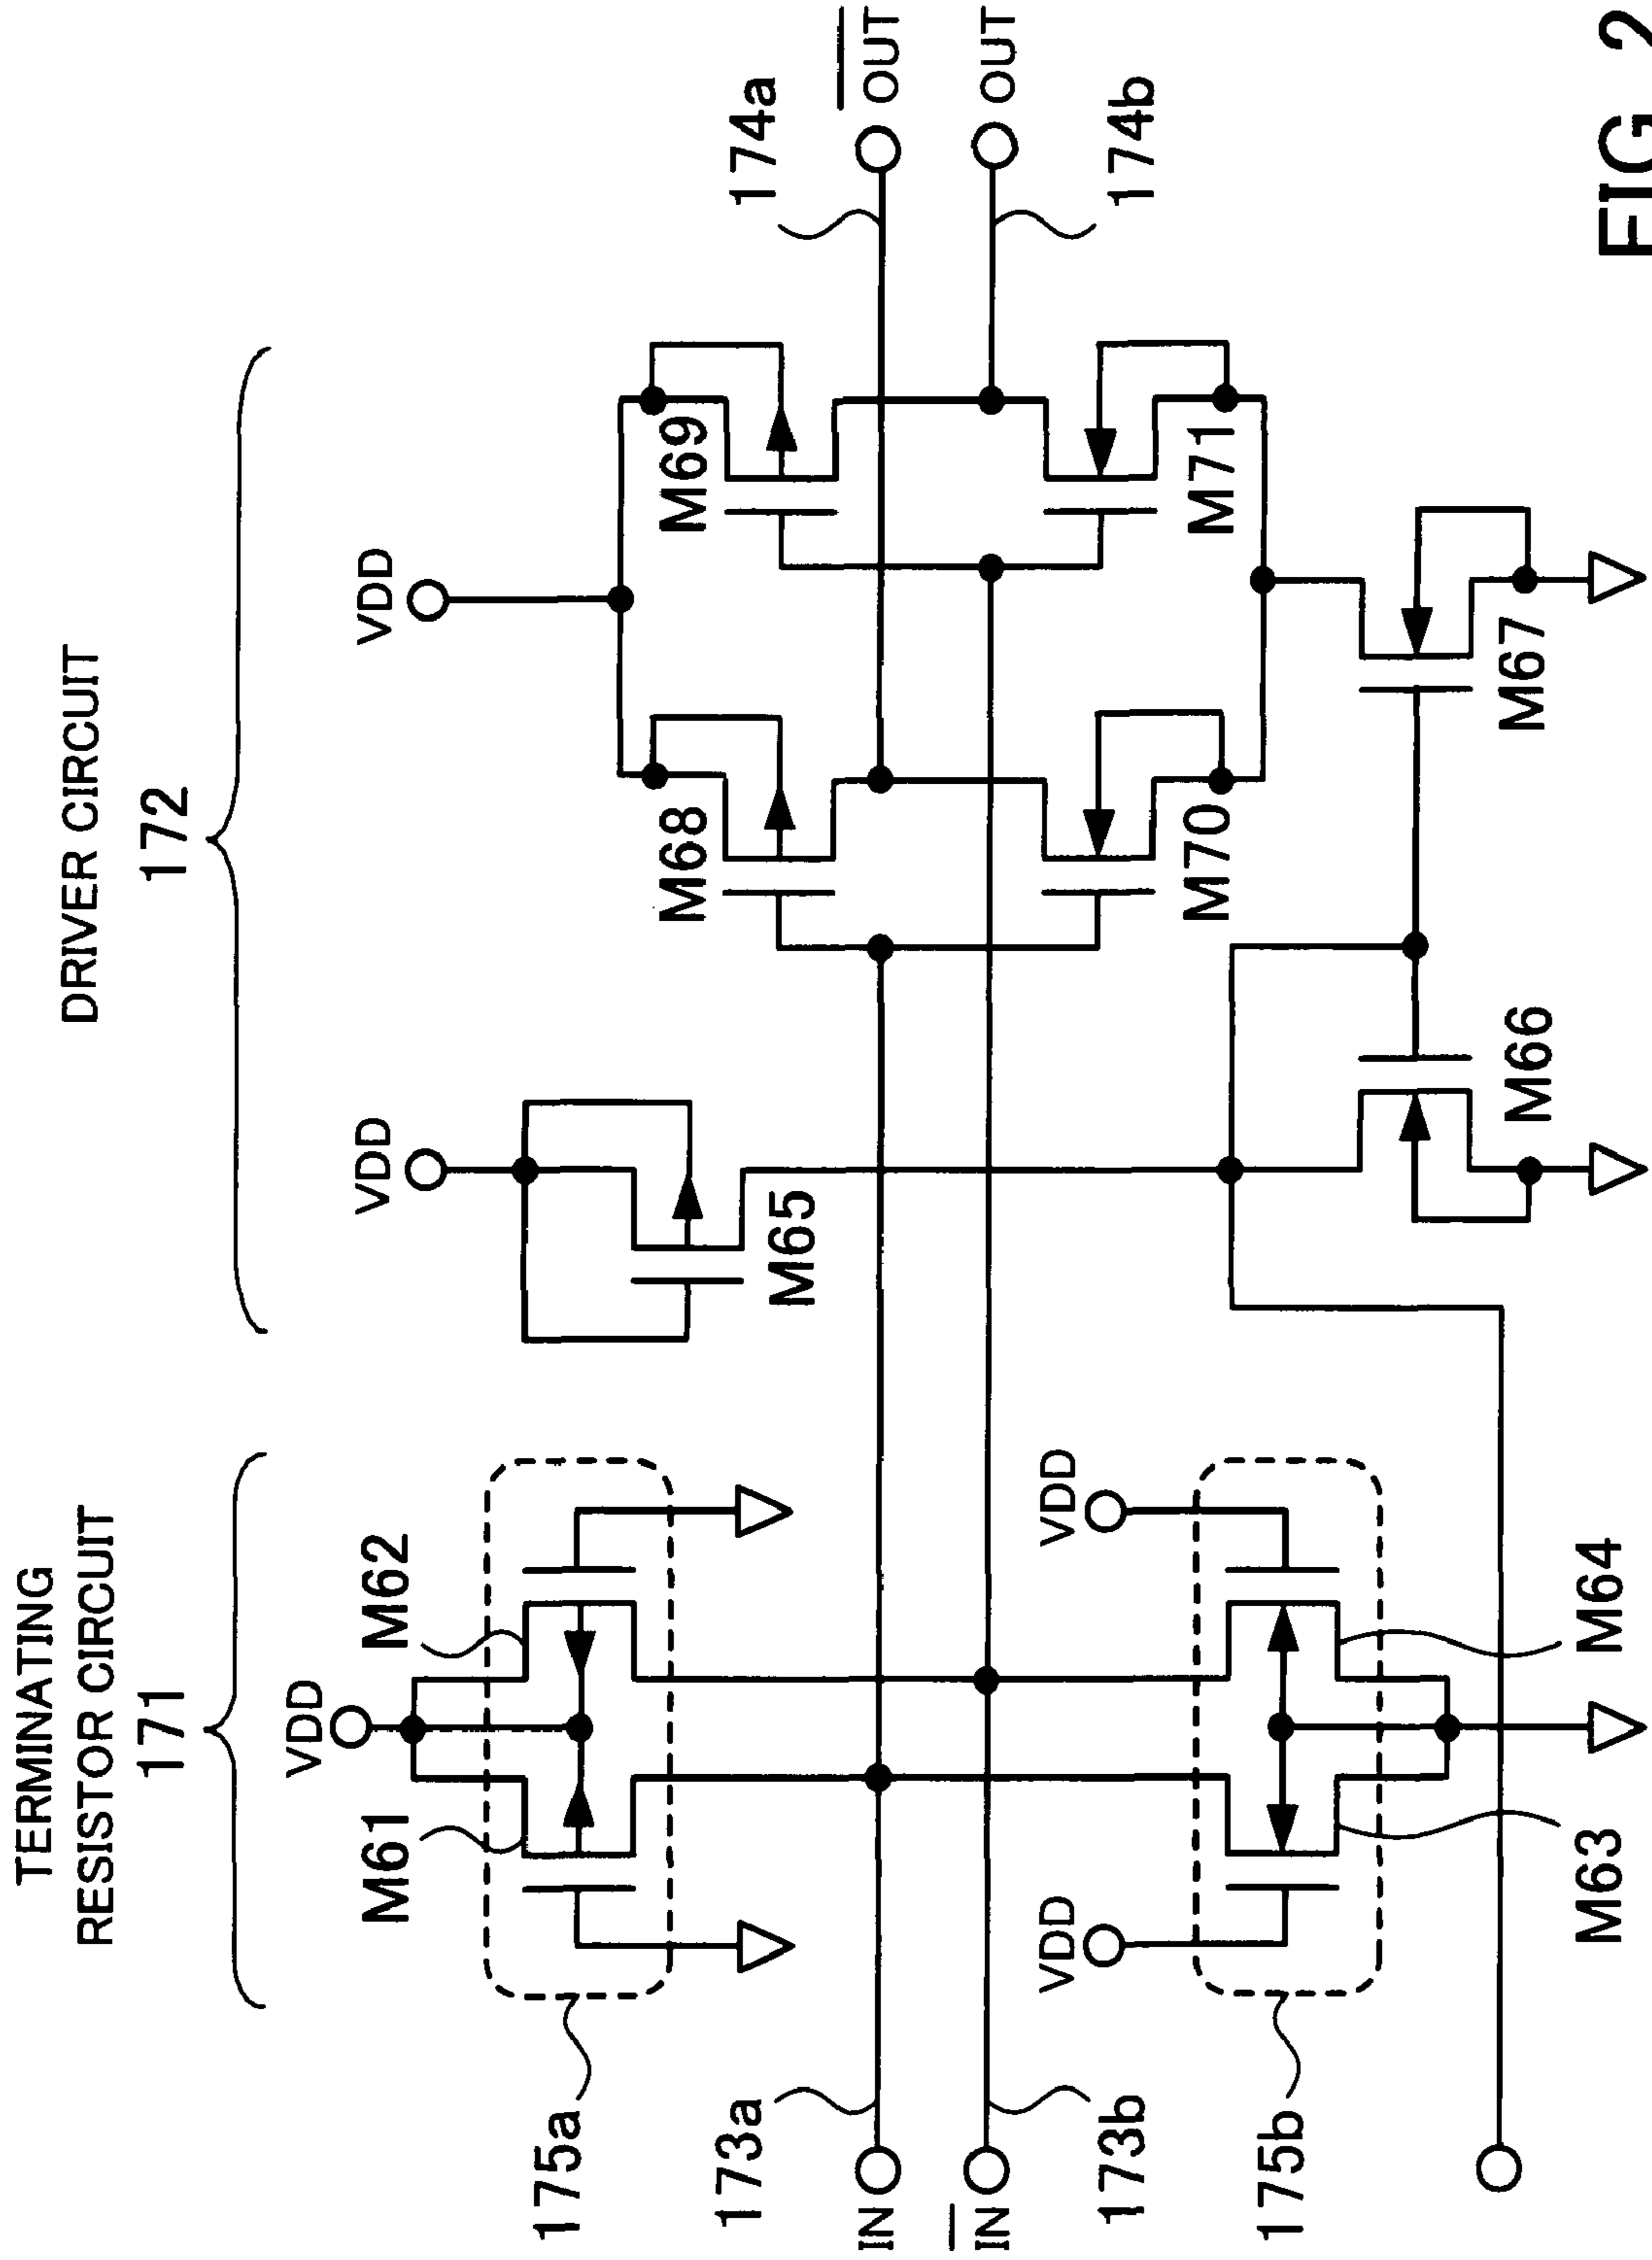 TERMINATING
RESISTOR CIRCUIT
171
DRIVER CIRCUIT
172
VDD
VDD
VDD
M61
M62
M65
M68
M69
175a
173a
174a
IN
OUT
IN
OUT
173b
174b
VDD
VDD
M70
M71
175b
M63
M64
M66
M67
FIG. 2